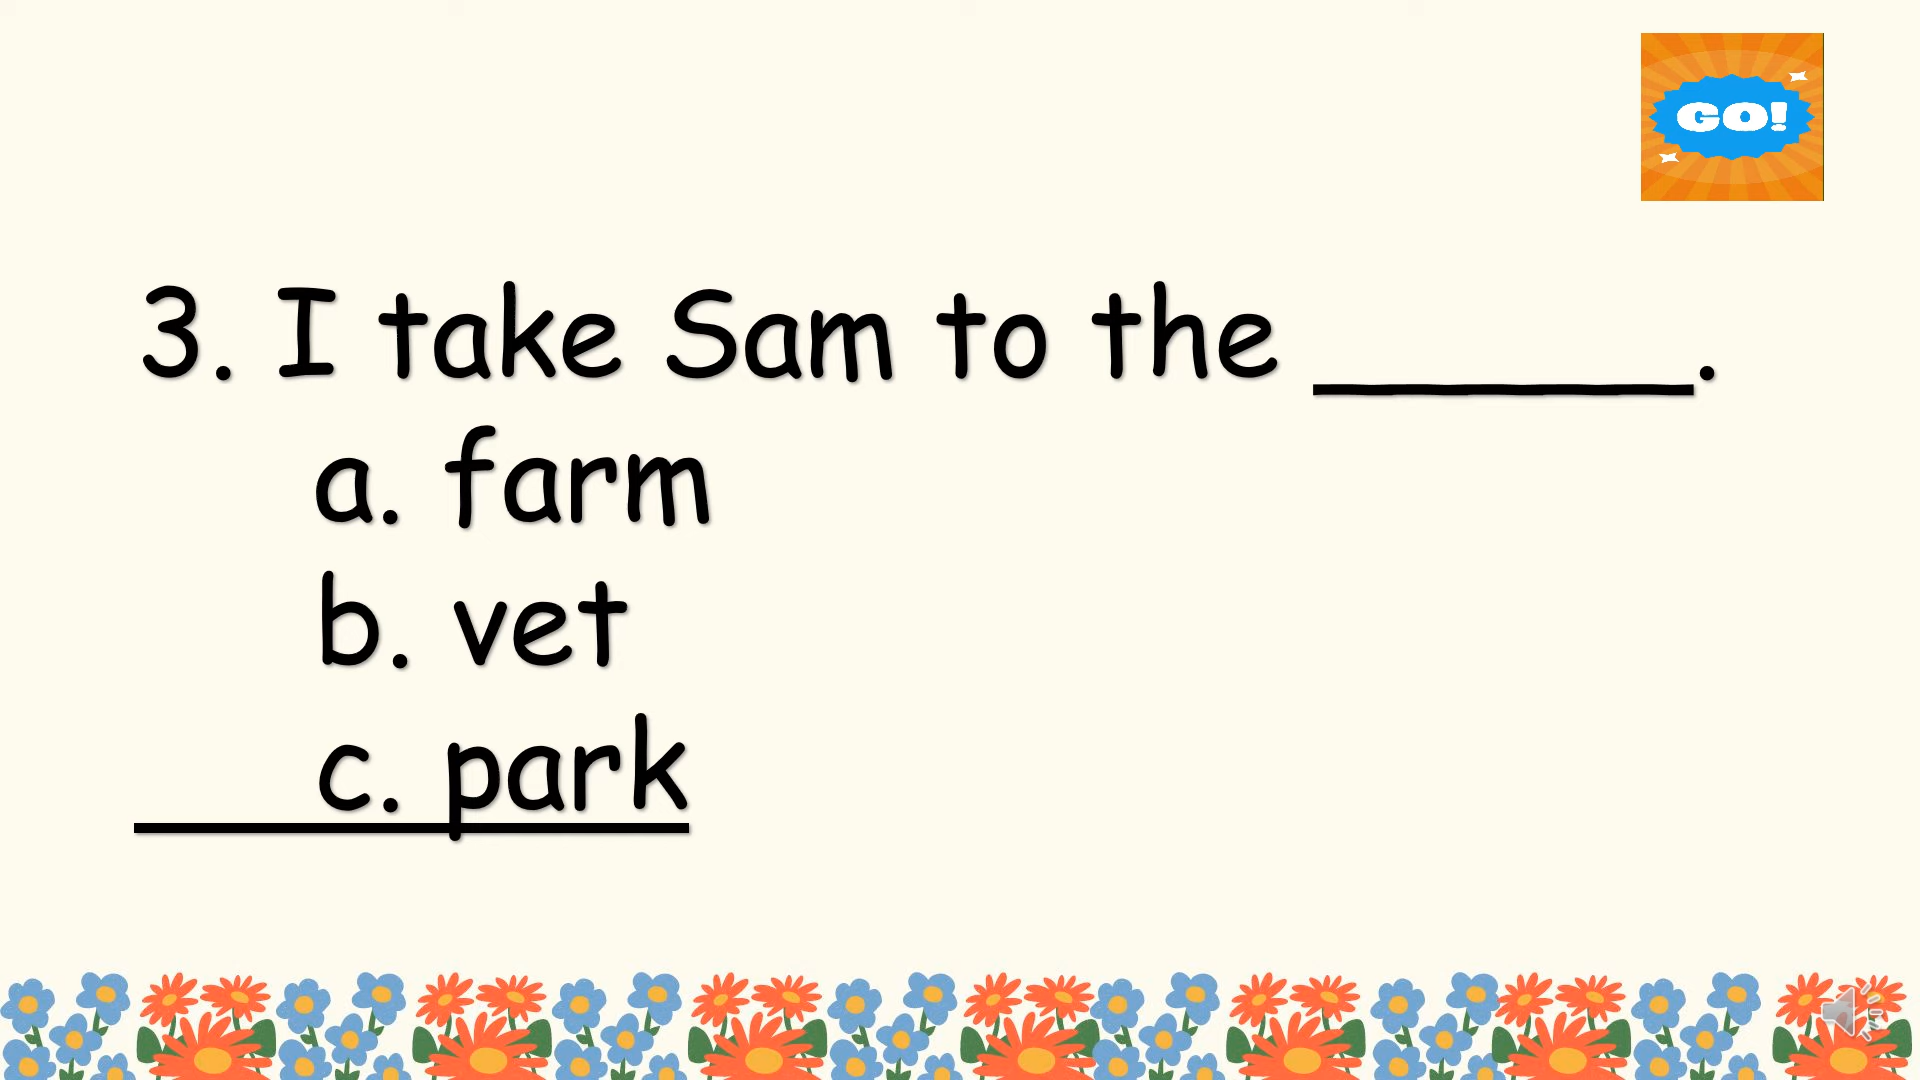 GO!
3. I take Sam to the ______.
a. farm
b. vet
c. park